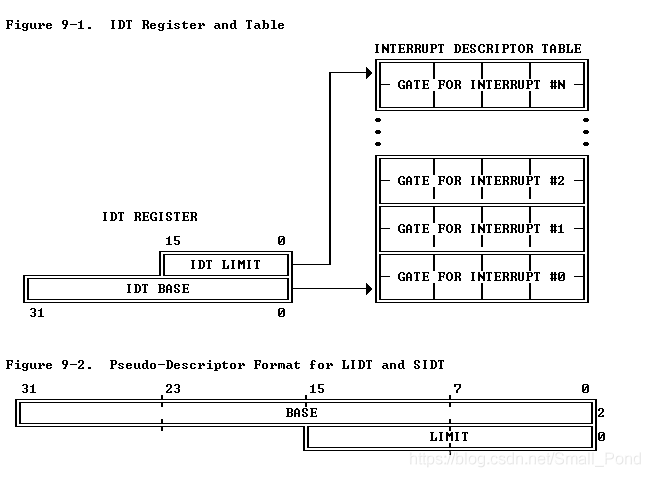 Figure 9-1. IDT Register and Table
INTERRUPT DESCRIPTOR TABLE
GATE FOR INTERRUPT #N
GATE FOR INTERRUPT #2
GATE FOR INTERRUPT #1
GATE FOR INTERRUPT #0
IDT REGISTER
15 0
IDT LIMIT
IDT BASE
31 0
Figure 9-2. Pseudo-Descriptor Format for LIDT and SIDT
31 23 15 7 0
BASE 2
LIMIT 0
https://blog.csdn.net/Small_Pond